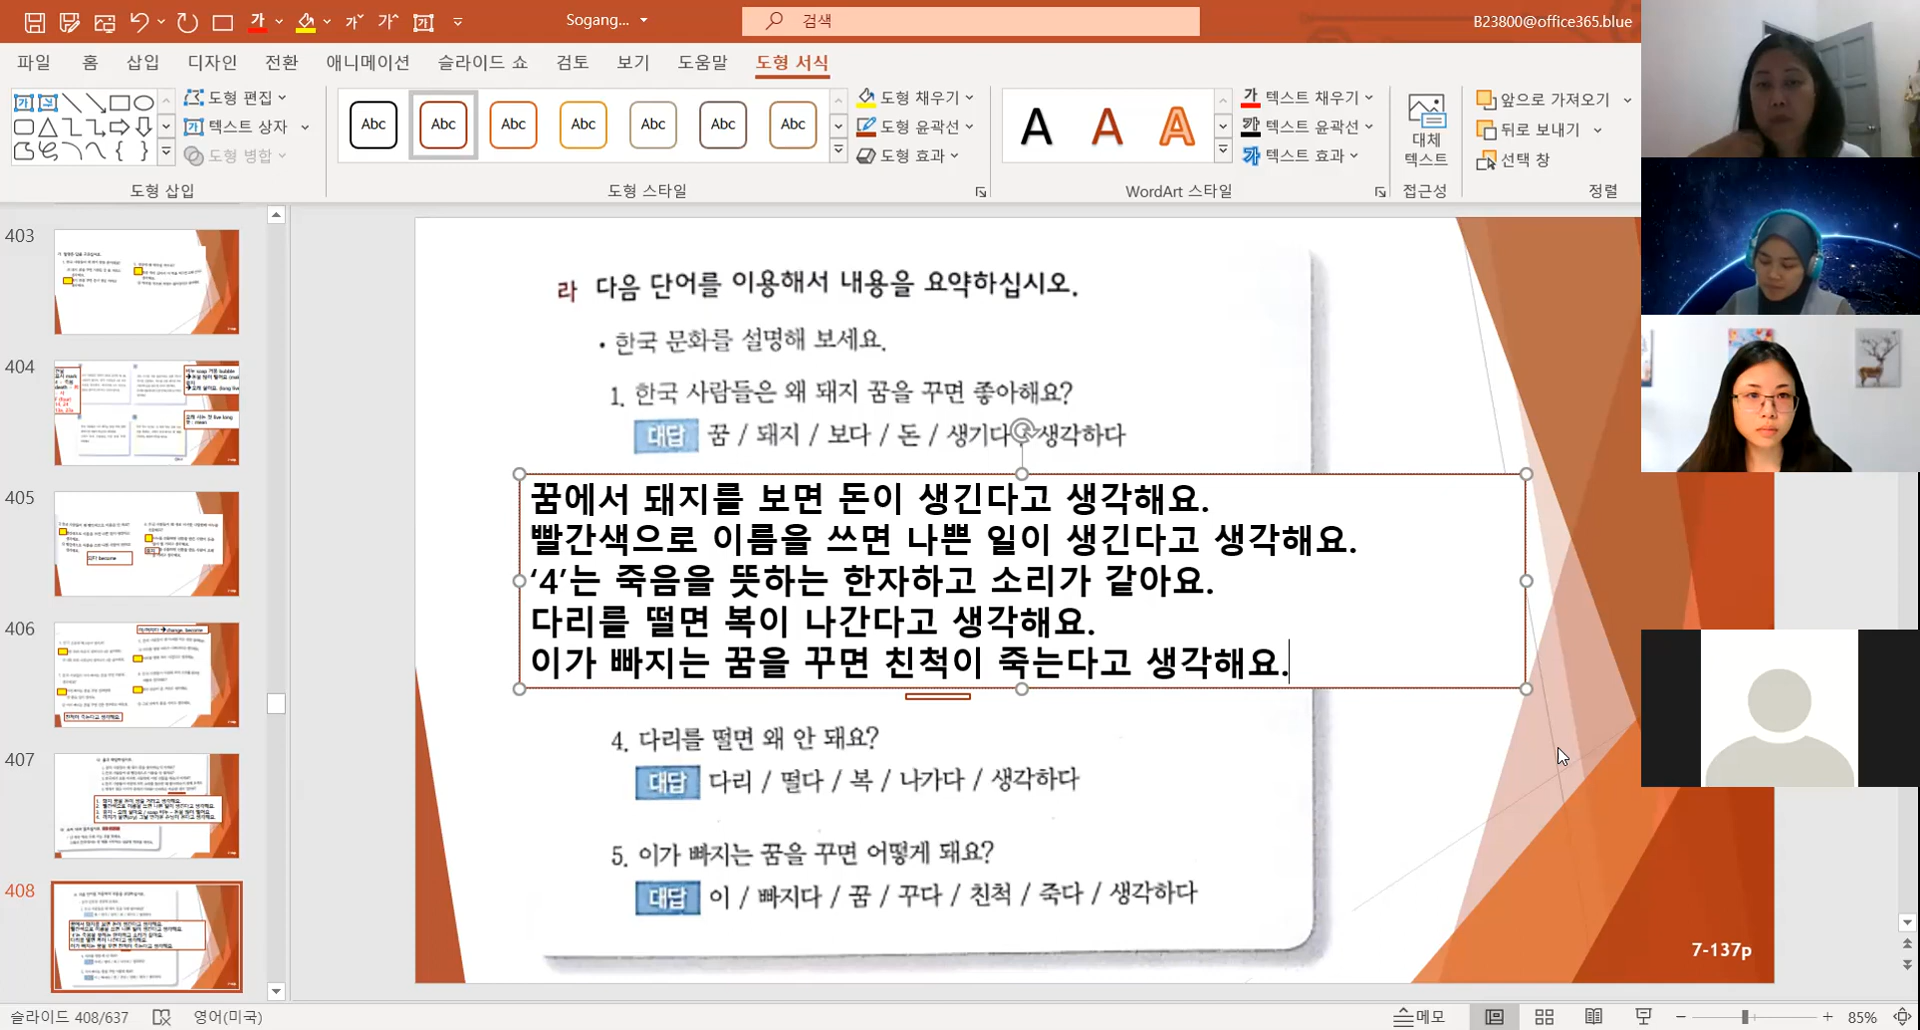 가
가ˇ
가^
가
Sogang...
검색
B23800@office365.blue
파일
홈
삽입
디자인
전환
애니메이션
슬라이드 쇼
검토
보기
도움말
도형 서식
도형 편집
텍스트 상자
도형 병합
도형 삽입
Abc
Abc
Abc
Abc
Abc
Abc
Abc
도형 채우기
도형 윤곽선
도형 효과
도형 스타일
A
A
A
텍스트 채우기
텍스트 윤곽선
텍스트 효과
WordArt 스타일
대체
텍스트
접근성
앞으로 가져오기
뒤로 보내기
선택 창
정렬
403
404
405
406
407
408
라 다음 단어를 이용해서 내용을 요약하십시오.
• 한국 문화를 설명해 보세요.
1. 한국 사람들은 왜 돼지 꿈을 꾸면 좋아해요?
대답 꿈 / 돼지 / 보다 / 돈 / 생기다 생각하다
꿈에서 돼지를 보면 돈이 생긴다고 생각해요.
빨간색으로 이름을 쓰면 나쁜 일이 생긴다고 생각해요.
‘4’는 죽음을 뜻하는 한자하고 소리가 같아요.
다리를 떨면 복이 나간다고 생각해요.
이가 빠지는 꿈을 꾸면 친척이 죽는다고 생각해요.
4. 다리를 떨면 왜 안 돼요?
대답 다리 / 떨다 / 복 / 나가다 / 생각하다
5. 이가 빠지는 꿈을 꾸면 어떻게 돼요?
대답 이 / 빠지다 / 꿈 / 꾸다 / 친척 / 죽다 / 생각하다
7-137p
슬라이드 408/637
영어(미국)
메모
85%